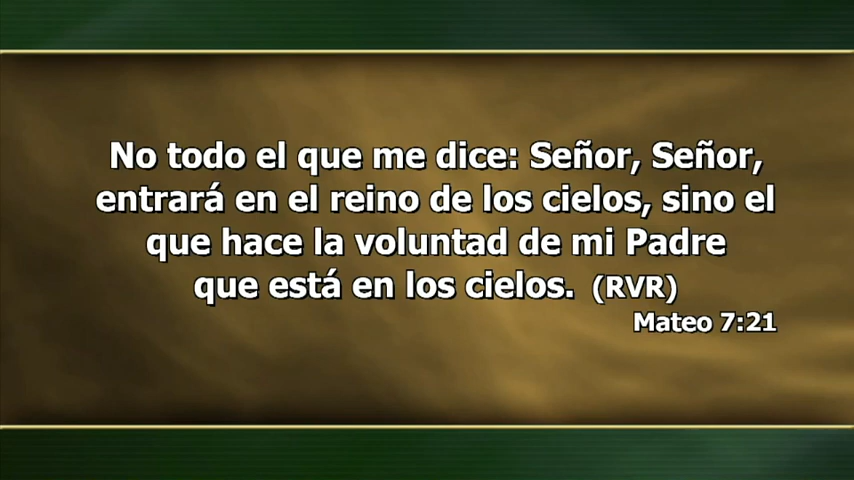 No todo el que me dice: Señor, Señor,
entrará en el reino de los cielos, sino el
que hace la voluntad de mi Padre
que está en los cielos. (RVR)
Mateo 7:21